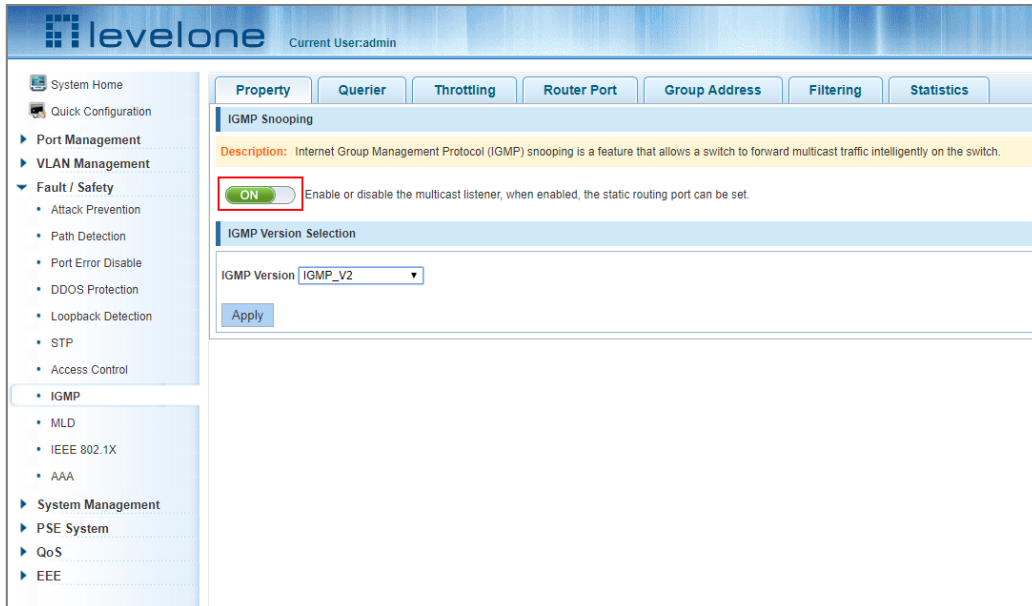 levelone
Current User:admin
System Home
Quick Configuration
Port Management
VLAN Management
Fault / Safety
Attack Prevention
Path Detection
Port Error Disable
DDOS Protection
Loopback Detection
STP
Access Control
IGMP
MLD
IEEE 802.1X
AAA
System Management
PSE System
QoS
EEE
Property Querier Throttling Router Port Group Address Filtering Statistics
IGMP Snooping
Description: Internet Group Management Protocol (IGMP) snooping is a feature that allows a switch to forward multicast traffic intelligently on the switch.
ON Enable or disable the multicast listener, when enabled, the static routing port can be set.
IGMP Version Selection
IGMP Version IGMP_V2
Apply